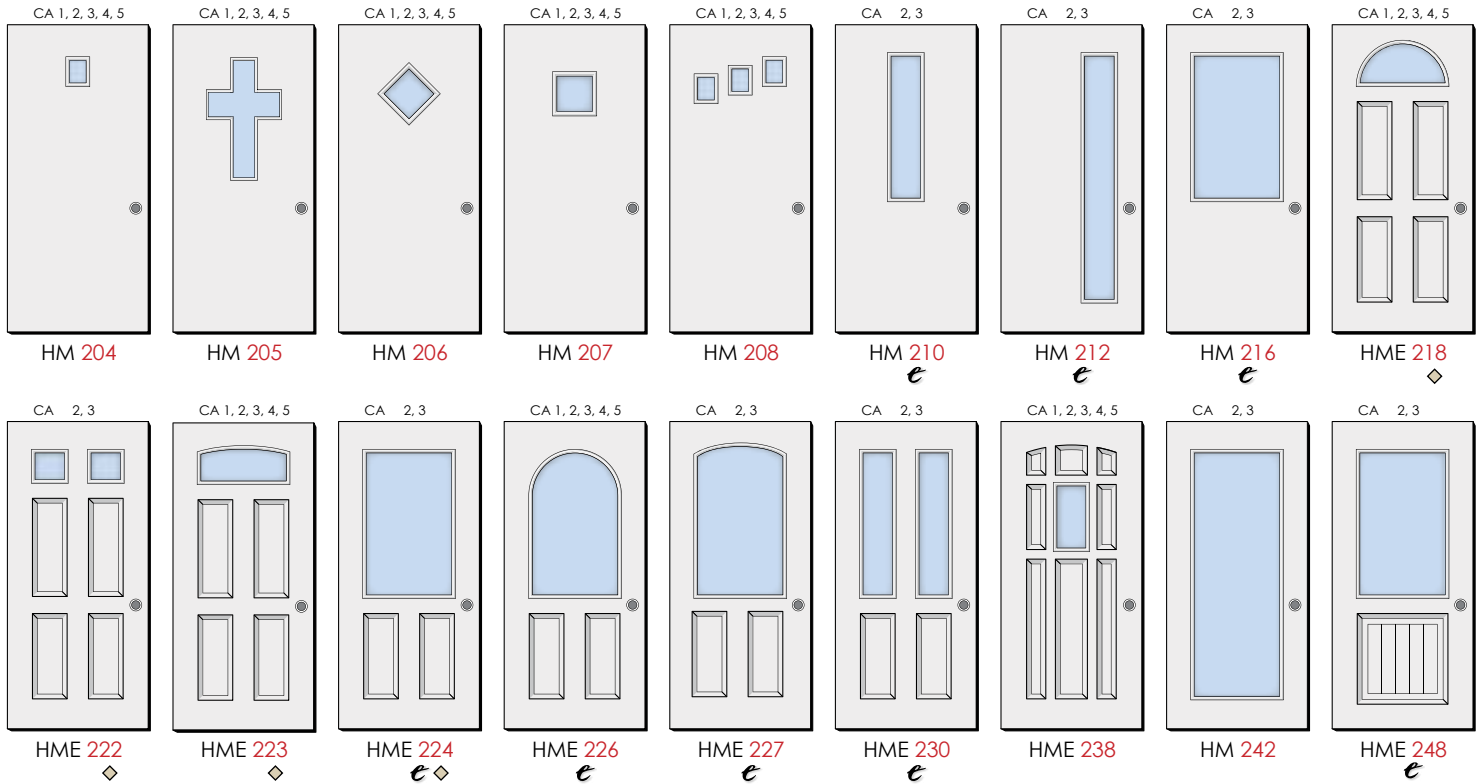 CA 1, 2, 3, 4, 5 CA 1, 2, 3, 4, 5 CA 1, 2, 3, 4, 5 CA 1, 2, 3, 4, 5 CA 1, 2, 3, 4, 5 CA 2, 3 CA 2, 3 CA 2, 3 CA 1, 2, 3, 4, 5
HM 204 HM 205 HM 206 HM 207 HM 208 HM 210 HM 212 HM 216 HME 218
e e e
CA 2, 3 CA 1, 2, 3, 4, 5 CA 2, 3 CA 1, 2, 3, 4, 5 CA 2, 3 CA 2, 3 CA 1, 2, 3, 4, 5 CA 2, 3 CA 2, 3
HME 222 HME 223 HME 224 HME 226 HME 227 HME 230 HME 238 HM 242 HME 248
e e e e e